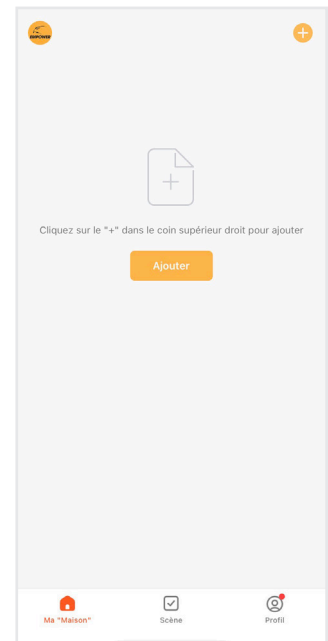 Cliquez sur le "+" dans le coin supérieur droit pour ajouter
Ajouter
Ma "Maison"
Scène
Profil